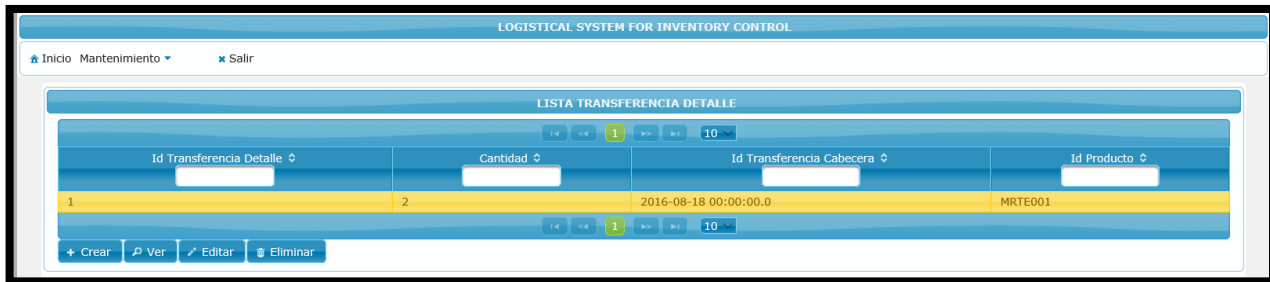 LOGISTICAL SYSTEM FOR INVENTORY CONTROL
Inicio Mantenimiento Salir
LISTA TRANSFERENCIA DETALLE
1 10
Id Transferencia Detalle Cantidad Id Transferencia Cabecera Id Producto
1 2 2016-08-18 00:00:00.0 MRTE001
1 10
+ Crear Ver Editar Eliminar